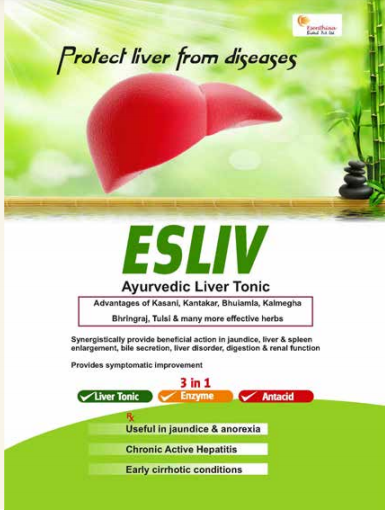 Protect liver from diseases
ESLIV
Ayurvedic Liver Tonic
Advantages of Kasani, Kantakar, Bhuiamla, Kalmegha
Bhringraj, Tulsi & many more effective herbs
Synergistically provide beneficial action in jaundice, liver & spleen
enlargement, bile secretion, liver disorder, digestion & renal function
Provides symptomatic improvement
3 in 1
Liver Tonic Enzyme Antacid
Rx
Useful in jaundice & anorexia
Chronic Active Hepatitis
Early cirrhotic conditions